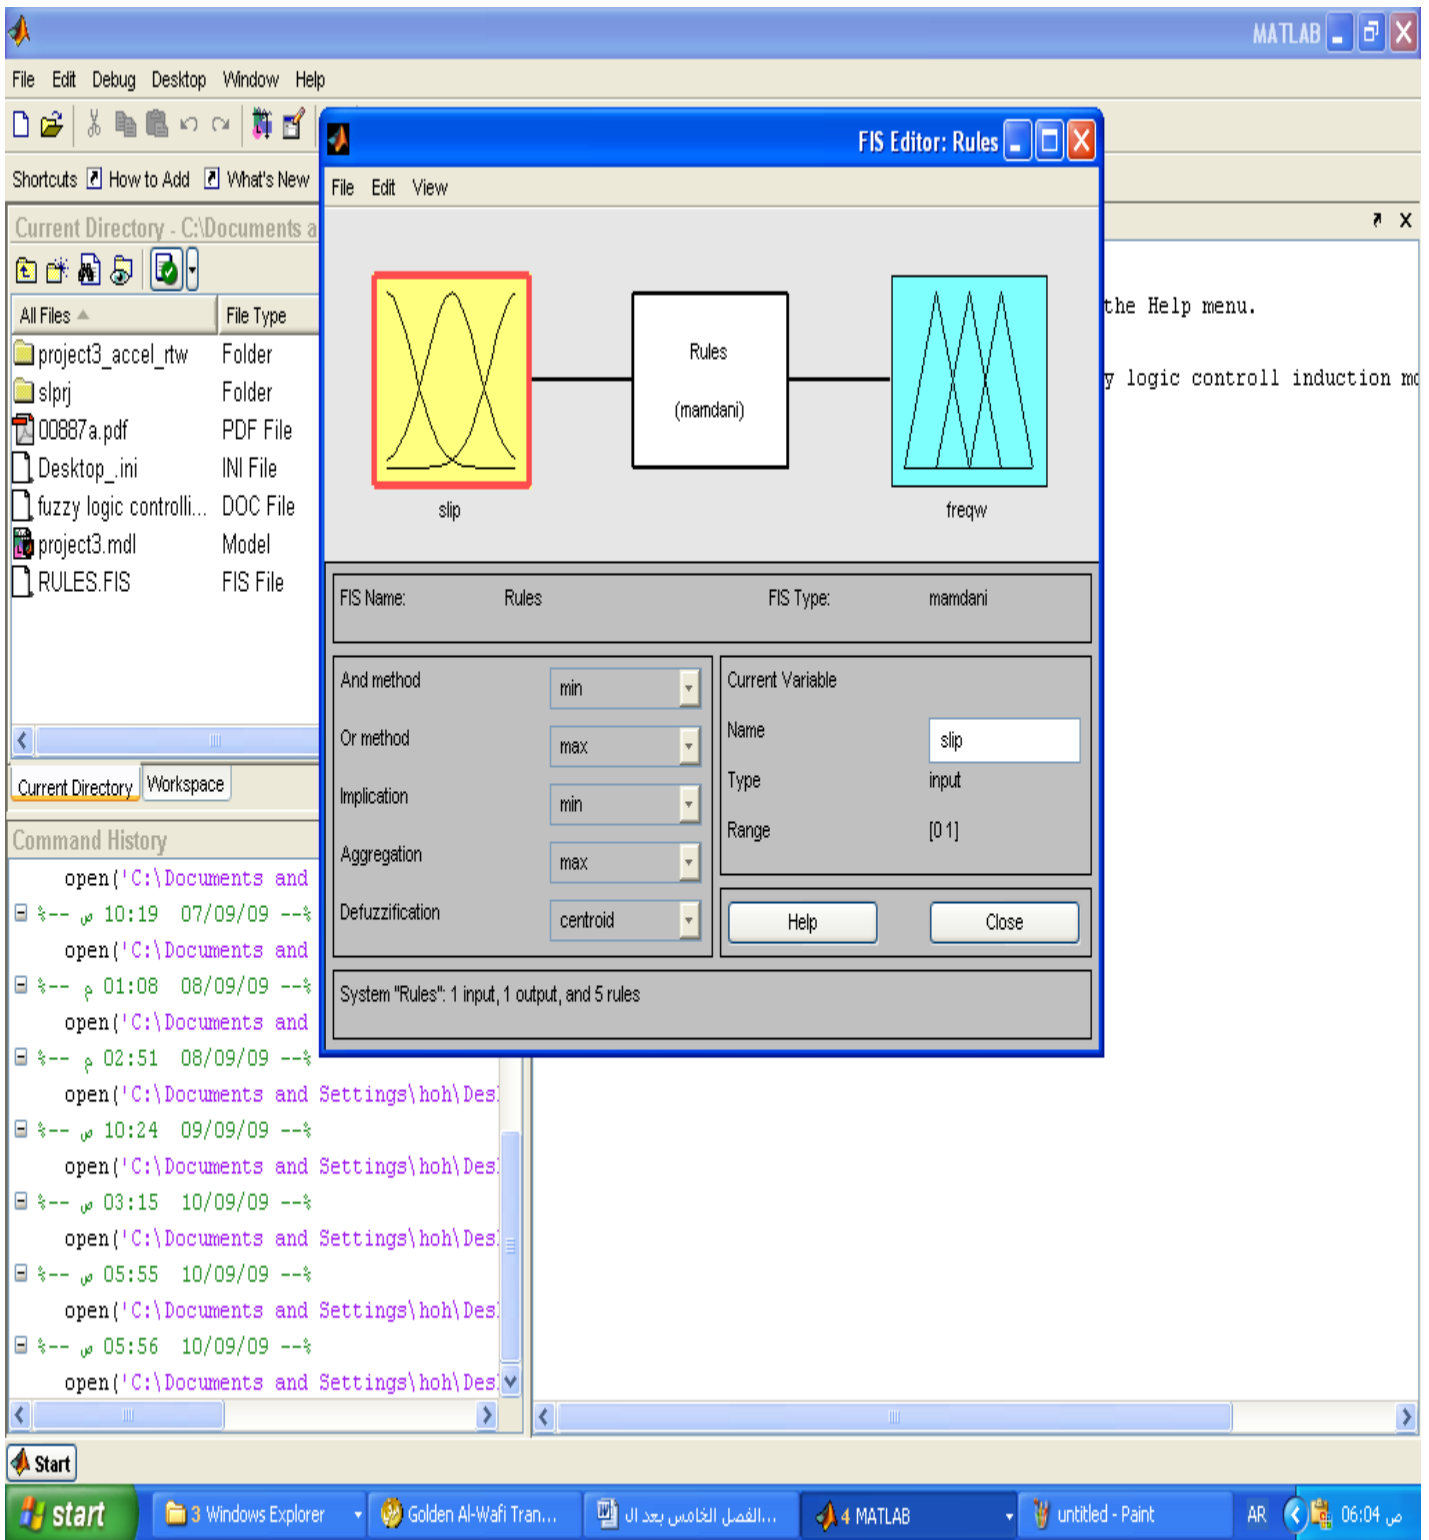 MATLAB
File Edit Debug Desktop Window Help
Shortcuts How to Add What's New
Current Directory - C:\Documents a
All Files File Type
project3_accel_rtw Folder
slprj Folder
00887a.pdf PDF File
Desktop_.ini INI File
fuzzy logic controlli... DOC File
project3.mdl Model
RULES.FIS FIS File
Current Directory Workspace
Command History
open('C:\Documents and
%-- ص 10:19 07/09/09 --%
open('C:\Documents and
%-- م 01:08 08/09/09 --%
open('C:\Documents and
%-- م 02:51 08/09/09 --%
open('C:\Documents and Settings\hoh\Des
%-- ص 10:24 09/09/09 --%
open('C:\Documents and Settings\hoh\Des
%-- ص 03:15 10/09/09 --%
open('C:\Documents and Settings\hoh\Des
%-- ص 05:55 10/09/09 --%
open('C:\Documents and Settings\hoh\Des
%-- ص 05:56 10/09/09 --%
open('C:\Documents and Settings\hoh\Des
FIS Editor: Rules
File Edit View
Rules
(mamdani)
slip
freqw
FIS Name: Rules FIS Type: mamdani
And method min
Or method max
Implication min
Aggregation max
Defuzzification centroid
Current Variable
Name slip
Type input
Range [0 1]
Help Close
System "Rules": 1 input, 1 output, and 5 rules
the Help menu.
y logic controll induction mo
Start
start 3 Windows Explorer Golden Al-Wafi Tran... الفصل الخامس بعد ال... 4 MATLAB untitled - Paint AR 06:04 ص